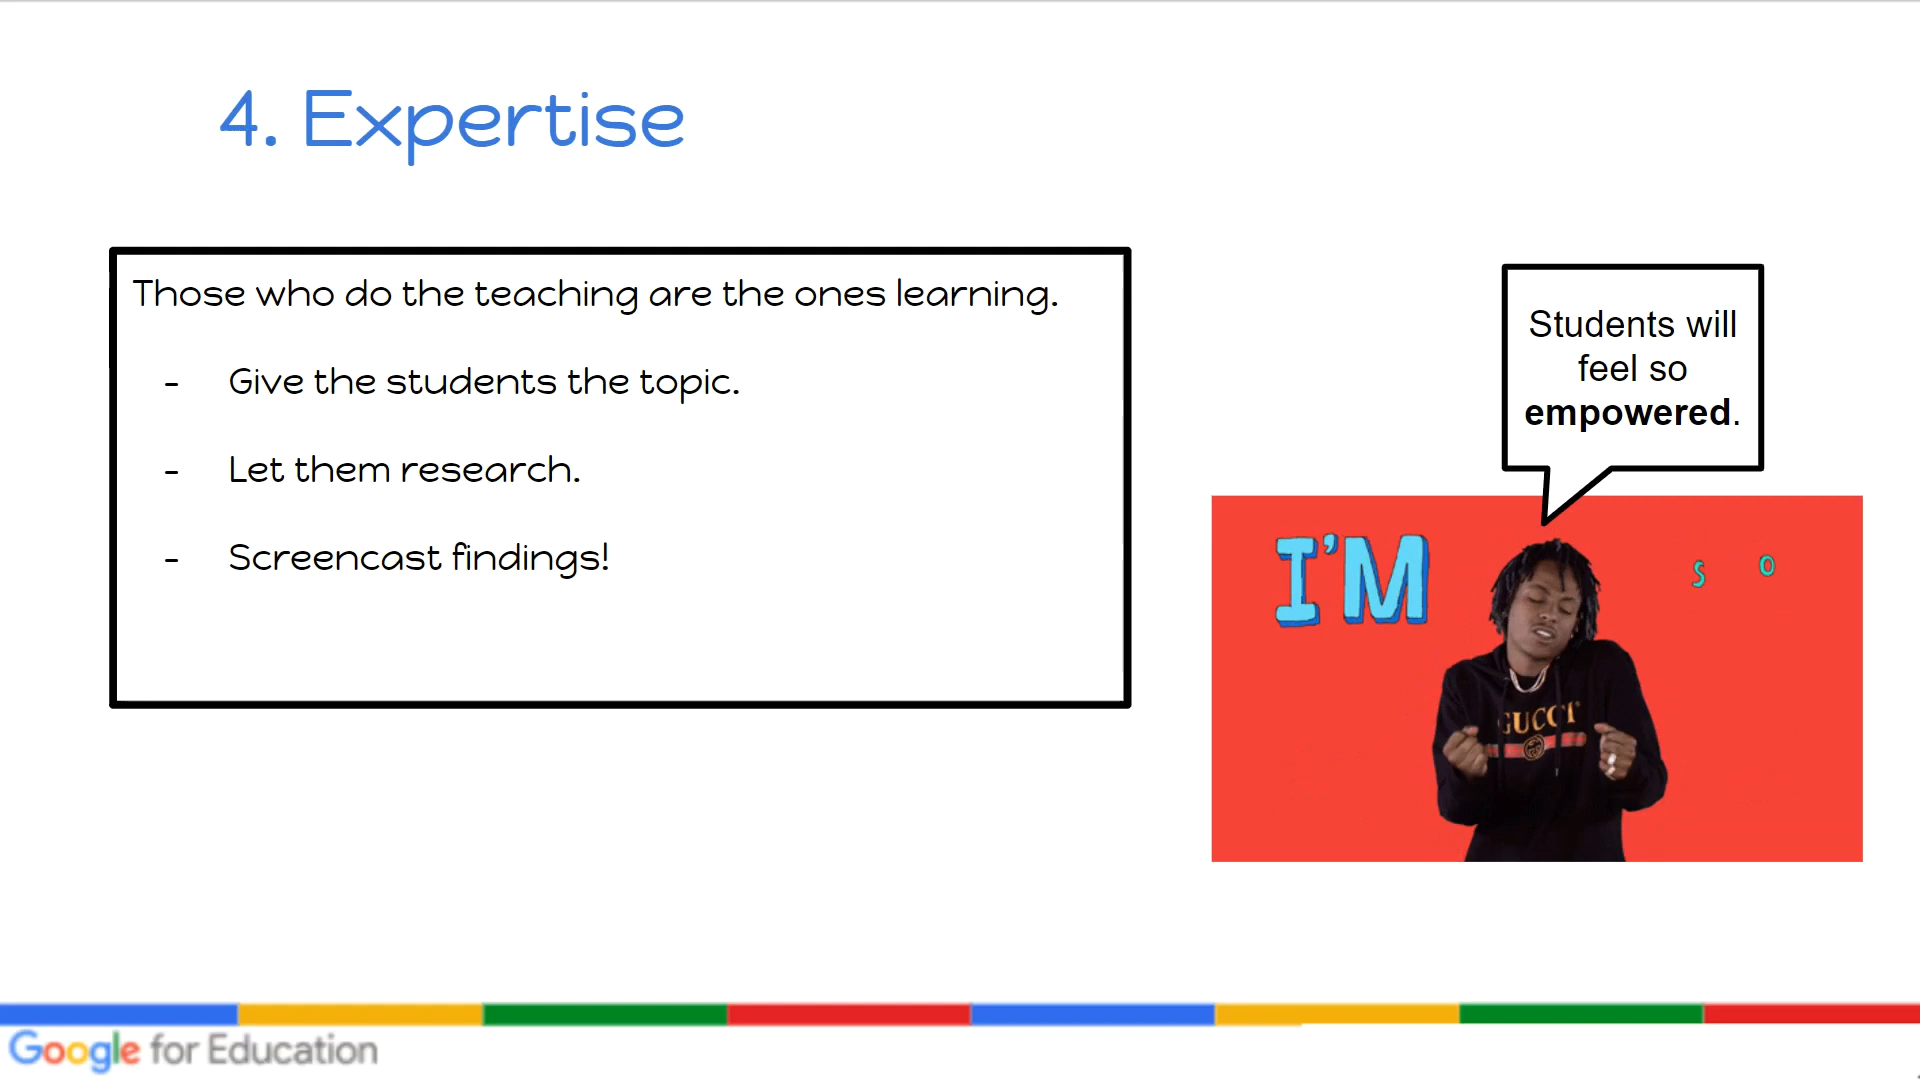 4. Expertise
Those who do the teaching are the ones learning.
- Give the students the topic.
- Let them research.
- Screencast findings!
Students will
feel so
empowered.
I'M
S O
GUCCI
Google for Education